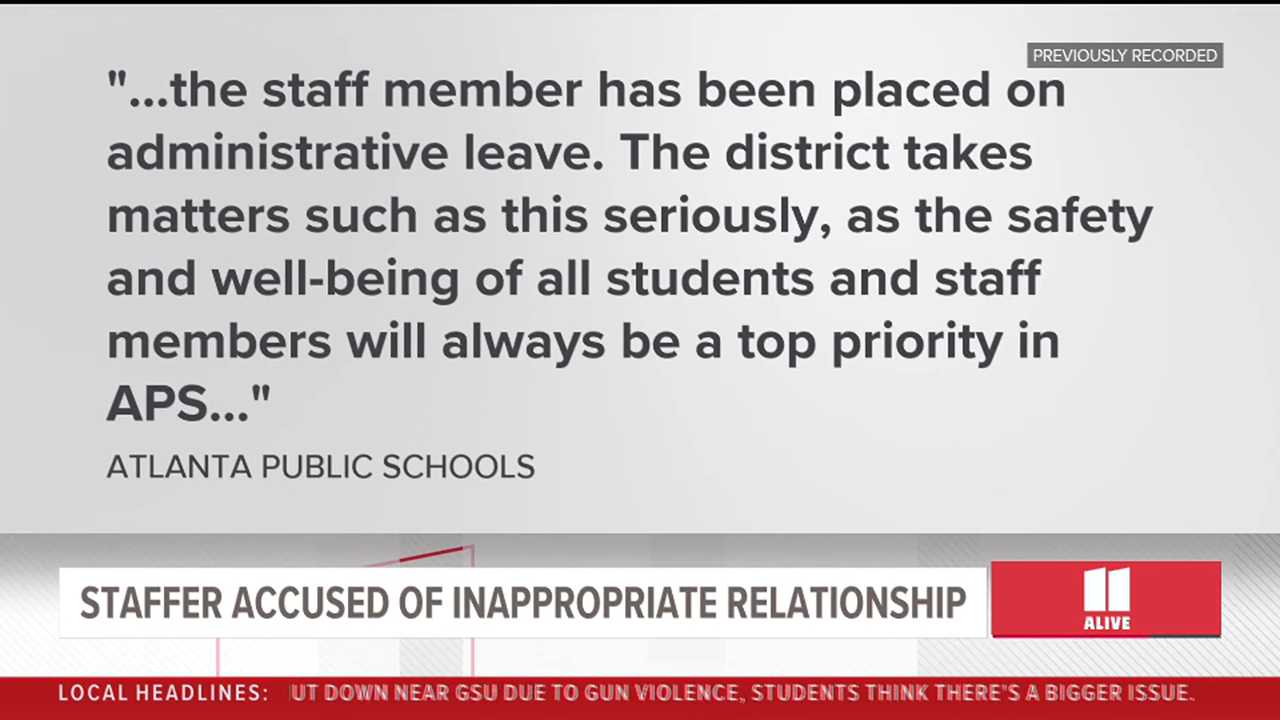 PREVIOUSLY RECORDED
"...the staff member has been placed on
administrative leave. The district takes
matters such as this seriously, as the safety
and well-being of all students and staff
members will always be a top priority in
APS..."
ATLANTA PUBLIC SCHOOLS
STAFFER ACCUSED OF INAPPROPRIATE RELATIONSHIP
11
ALIVE
LOCAL HEADLINES: UT DOWN NEAR GSU DUE TO GUN VIOLENCE, STUDENTS THINK THERE'S A BIGGER ISSUE.